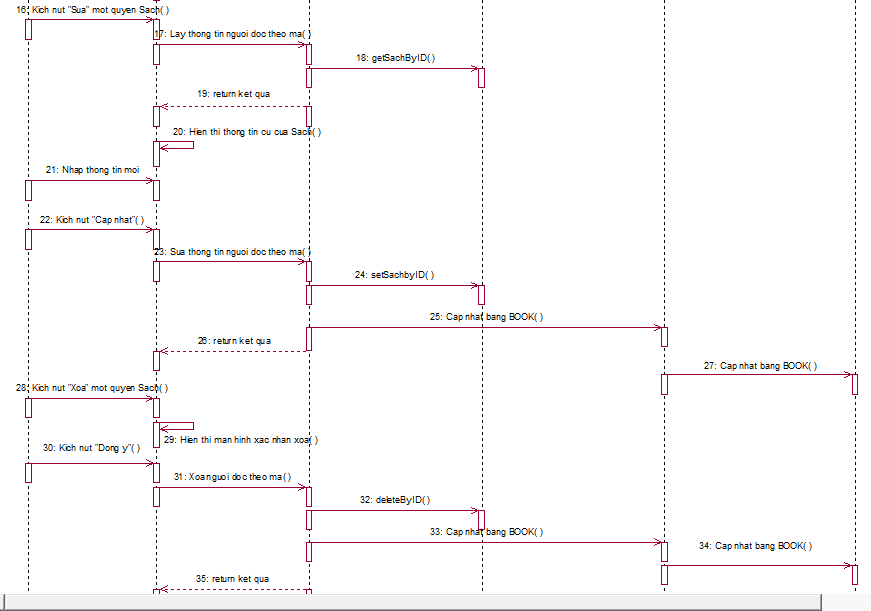 16: Kich nut "Sua" mot quyen Sach( )
17: Lay thong tin nguoi doc theo ma( )
18: getSachByID( )
19: return ket qua
20: Hien thi thong tin cu cua Sach( )
21: Nhap thong tin moi
22: Kich nut "Cap nhat"( )
23: Sua thong tin nguoi doc theo ma( )
24: setSachbyID( )
25: Cap nhat bang BOOK( )
26: return ket qua
27: Cap nhat bang BOOK( )
28: Kich nut "Xoa" mot quyen Sach( )
29: Hien thi man hinh xac nhan xoa( )
30: Kich nut "Dong y"( )
31: Xoa nguoi doc theo ma( )
32: deleteByID( )
33: Cap nhat bang BOOK( )
34: Cap nhat bang BOOK( )
35: return ket qua